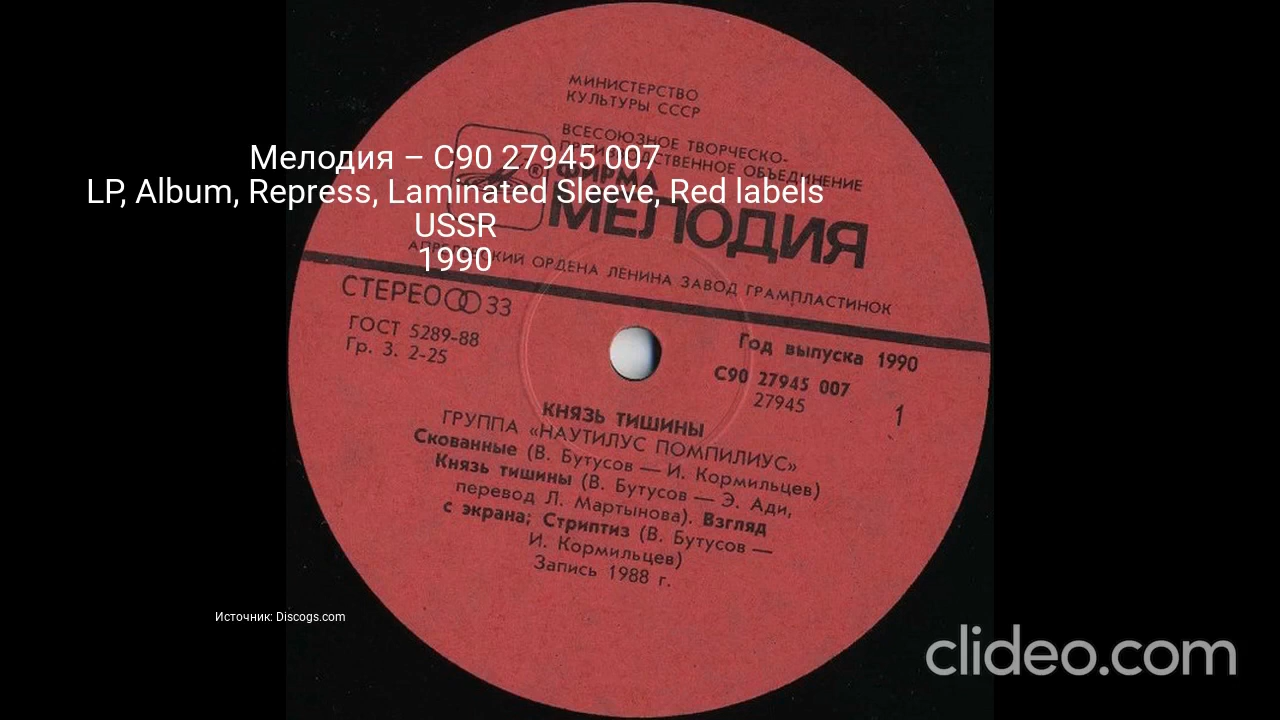 МИНИСТЕРСТВО
КУЛЬТУРЫ СССР
ВСЕСОЮЗНОЕ ТВОРЧЕСКО-
ПРОИЗВОДСТВЕННОЕ ОБЪЕДИНЕНИЕ
ФИРМА
®
МЕЛОДИЯ
Мелодия – С90 27945 007
LP, Album, Repress, Laminated Sleeve, Red labels
USSR
1990
АПРЕЛЕВСКИЙ ОРДЕНА ЛЕНИНА ЗАВОД ГРАМПЛАСТИНОК
СТЕРЕО 33
ГОСТ 5289-88
Гр. 3. 2-25
Год выпуска 1990
С90 27945 007
27945
1
КНЯЗЬ ТИШИНЫ
ГРУППА «НАУТИЛУС ПОМПИЛИУС»
Скованные (В. Бутусов — И. Кормильцев)
Князь тишины (В. Бутусов — Э. Ади,
перевод Л. Мартынова). Взгляд
с экрана; Стриптиз (В. Бутусов —
И. Кормильцев)
Запись 1988 г.
Источник: Discogs.com
clideo.com